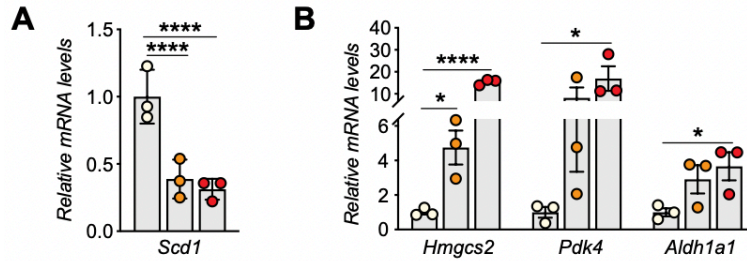 A
B
Relative mRNA levels
1.5
1.0
0.5
0.0
****
****
Scd1
Relative mRNA levels
40
30
20
10
6
4
2
0
****
*
*
*
Hmgcs2
Pdk4
Aldh1a1